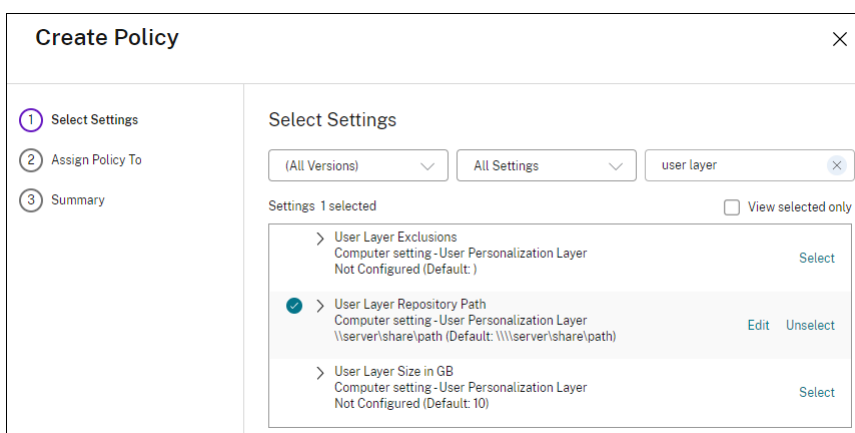 Create Policy
1 Select Settings
2 Assign Policy To
3 Summary
Select Settings
(All Versions) All Settings user layer
Settings 1 selected View selected only
User Layer Exclusions
Computer setting - User Personalization Layer
Not Configured (Default: )
Select
User Layer Repository Path
Computer setting - User Personalization Layer
\\server\share\path (Default: \\\\server\share\path)
Edit Unselect
User Layer Size in GB
Computer setting - User Personalization Layer
Not Configured (Default: 10)
Select